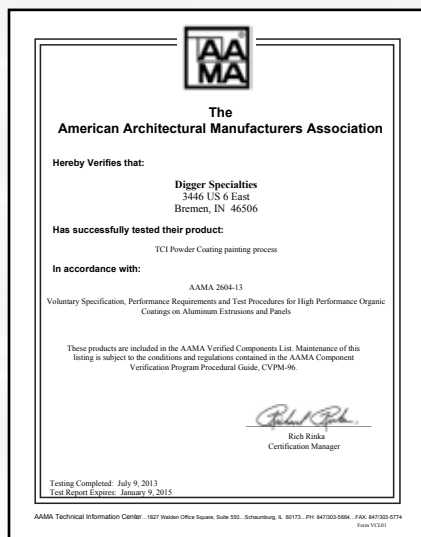 AA
MA
The
American Architectural Manufacturers Association
Hereby Verifies that:
Digger Specialties
3446 US 6 East
Bremen, IN 46506
Has successfully tested their product:
TCI Powder Coating painting process
In accordance with:
AAMA 2604-13
Voluntary Specification, Performance Requirements and Test Procedures for High Performance Organic
Coatings on Aluminum Extrusions and Panels
These products are included in the AAMA Verified Components List. Maintenance of this
listing is subject to the conditions and regulations contained in the AAMA Component
Verification Program Procedural Guide, CVPM-96.
Rich Rinka
Certification Manager
Testing Completed: July 9, 2013
Test Report Expires: January 9, 2015
AAMA Technical Information Center...1827 Walden Office Square, Suite 550...Schaumburg, IL 60173...PH: 847/303-5664...FAX: 847/303-5774
Form VCL01